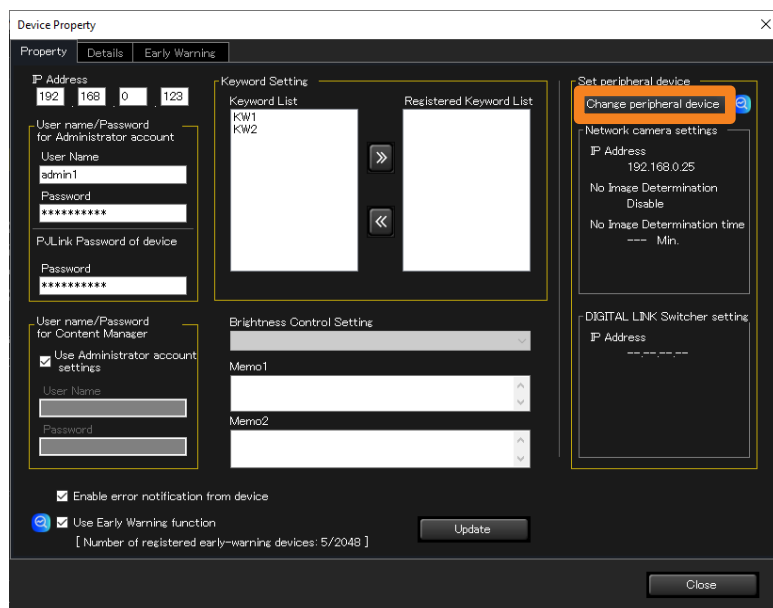 Device Property
Property Details Early Warning
IP Address
192 . 168 . 0 . 123
User name/Password
for Administrator account
User Name
admin1
Password
**********
PJLink Password of device
Password
**********
User name/Password
for Content Manager
Use Administrator account
settings
User Name
Password
Keyword Setting
Keyword List
KW1
KW2
Registered Keyword List
Brightness Control Setting
Memo1
Memo2
Set peripheral device
Change peripheral device
Network camera settings
IP Address
192.168.0.25
No Image Determination
Disable
No Image Determination time
--- Min.
DIGITAL LINK Switcher setting
IP Address
--.--.--.--
Enable error notification from device
Use Early Warning function
[ Number of registered early-warning devices: 5/2048 ]
Update
Close